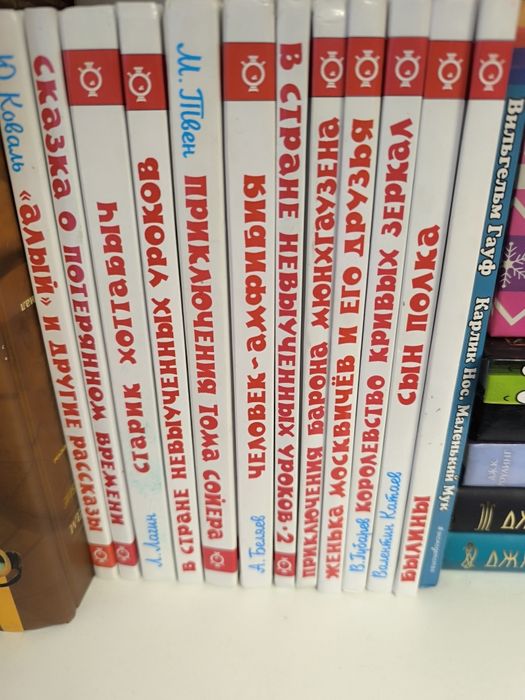 Ю Коваль «АЛЫЙ» И ДРУГИЕ РАССКАЗЫ
СКАЗКА О ПОТЕРЯННОМ ВРЕМЕНИ
Л. Лагин СТАРИК ХОТТАБЫЧ
В СТРАНЕ НЕВЫУЧЕННЫХ УРОКОВ
М. Твен ПРИКЛЮЧЕНИЯ ТОМА СОЙЕРА
А. Беляев ЧЕЛОВЕК-АМФИБИЯ
В СТРАНЕ НЕВЫУЧЕННЫХ УРОКОВ-2
ПРИКЛЮЧЕНИЯ БАРОНА МЮНХГАУЗЕНА
ЖЕНЬКА МОСКВИЧЁВ И ЕГО ДРУЗЬЯ
В. Губарев КОРОЛЕВСТВО КРИВЫХ ЗЕРКАЛ
Валентин Катаев СЫН ПОЛКА
БЫЛИНЫ
Вильгельм Гауф Карлик Нос. Маленький Мук